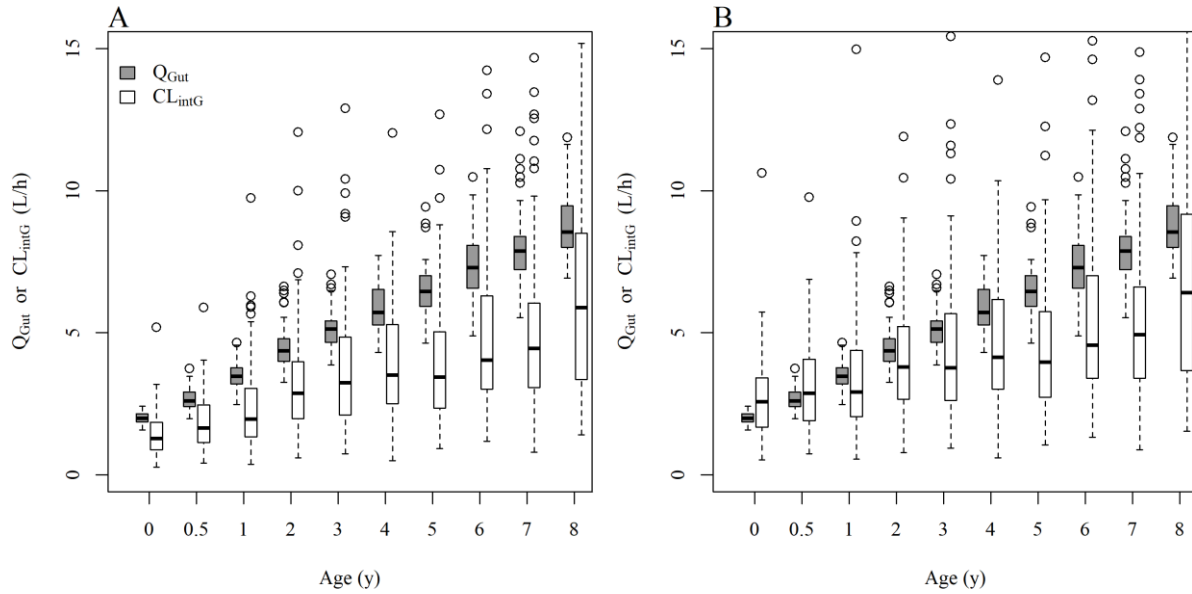 A
15
10
5
0
Q_Gut or CL_intG (L/h)
Q_Gut
CL_intG
0 0.5 1 2 3 4 5 6 7 8
Age (y)
B
15
10
5
0
Q_Gut or CL_intG (L/h)
0 0.5 1 2 3 4 5 6 7 8
Age (y)